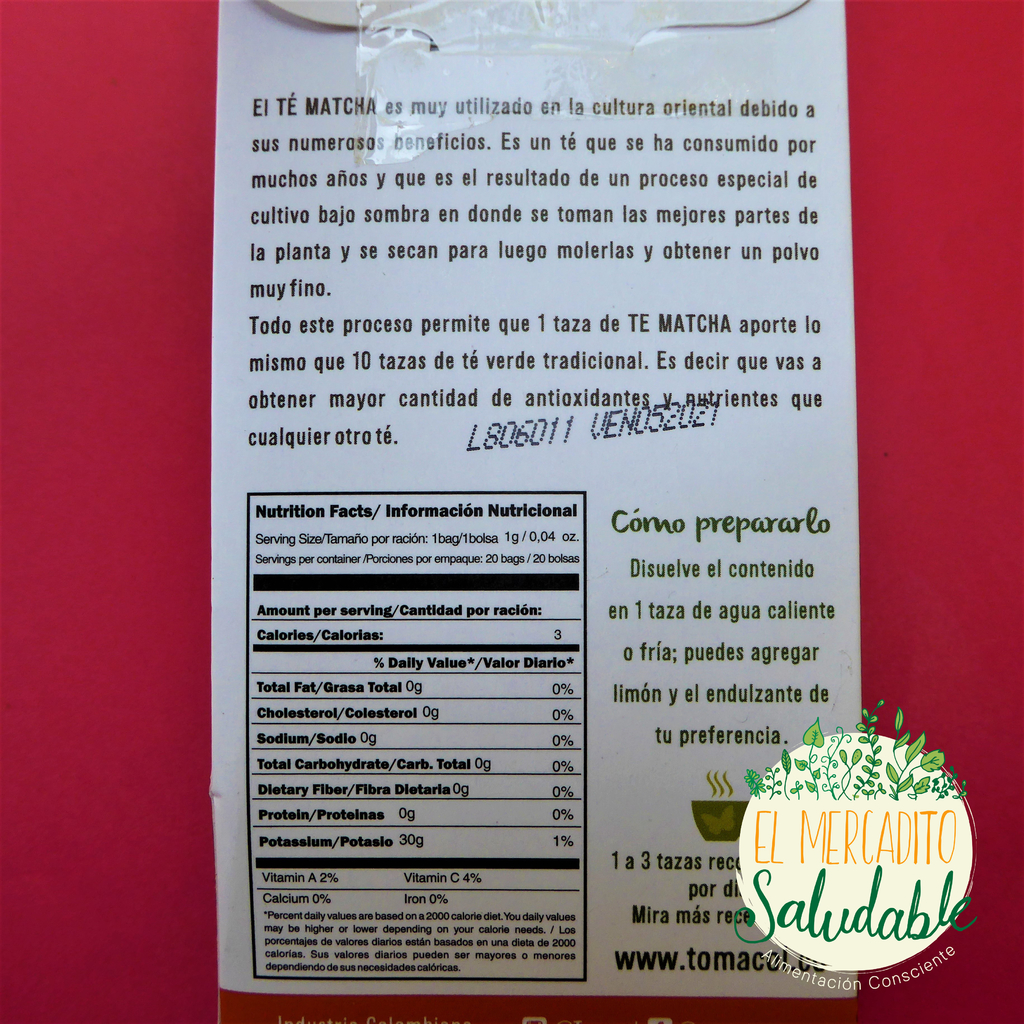 El TÉ MATCHA es muy utilizado en la cultura oriental debido a
sus numerosos beneficios. Es un té que se ha consumido por
muchos años y que es el resultado de un proceso especial de
cultivo bajo sombra en donde se toman las mejores partes de
la planta y se secan para luego molerlas y obtener un polvo
muy fino.
Todo este proceso permite que 1 taza de TE MATCHA aporte lo
mismo que 10 tazas de té verde tradicional. Es decir que vas a
obtener mayor cantidad de antioxidantes y nutrientes que
cualquier otro té.
L806011 VEN052021
Nutrition Facts/ Información Nutricional
Serving Size/Tamaño por ración: 1bag/1bolsa 1g / 0,04 oz.
Servings per container /Porciones por empaque: 20 bags / 20 bolsas
Amount per serving/Cantidad por ración:
Calories/Calorias: 3
% Daily Value*/Valor Diario*
Total Fat/Grasa Total 0g 0%
Cholesterol/Colesterol 0g 0%
Sodium/Sodio 0g 0%
Total Carbohydrate/Carb. Total 0g 0%
Dietary Fiber/Fibra Dietaria 0g 0%
Protein/Proteinas 0g 0%
Potassium/Potasio 30g 1%
Vitamin A 2% Vitamin C 4%
Calcium 0% Iron 0%
*Percent daily values are based on a 2000 calorie diet. You daily values
may be higher or lower depending on your calorie needs. / Los
porcentajes de valores diarios están basados en una dieta de 2000
calorías. Sus valores diarios pueden ser mayores o menores
dependiendo de sus necesidades calóricas.
Cómo prepararlo
Disuelve el contenido
en 1 taza de agua caliente
o fría; puedes agregar
limón y el endulzante de
tu preferencia.
1 a 3 tazas
por
Mira más
EL MERCADITO
Saludable
Alimentación Consciente
Industria Colombiana